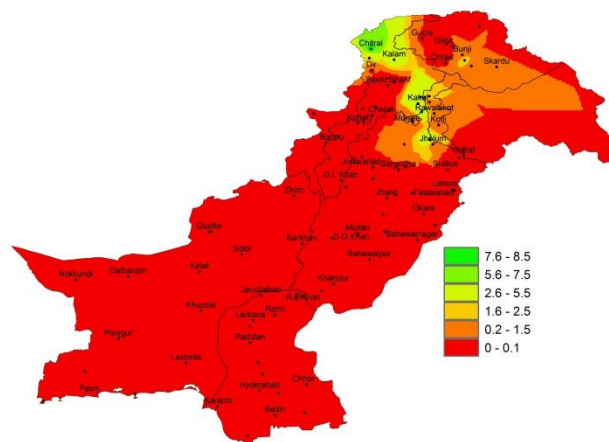 Chitral
Gupis
Gilgit
Bunji
Kalam
Chilas
Skardu
Dir
Saidu Sharif
Kakul
Cherat
Rawalakot
Kohat
Murree
Kotli
Jhelum
Bannu
Gujrat
Joharabad
Sialkot
Sargodha
D.I. Khan
Lahore
Zhob
Jhang
Faisalabad
Okara
Quetta
Multan
Barkhan
D.G.Khan
Bahawalnagar
Sibbi
Bahawalpur
Nokkundi
Dalbandin
Kalat
Khanpur
Jacobabad
R.Y.Khan
Khuzdar
Rohri
Larkana
Panjgur
Padidan
Lasbella
Pasni
Hyderabad
Chhor
Karachi
Badin
7.6 - 8.5
5.6 - 7.5
2.6 - 5.5
1.6 - 2.5
0.2 - 1.5
0 - 0.1